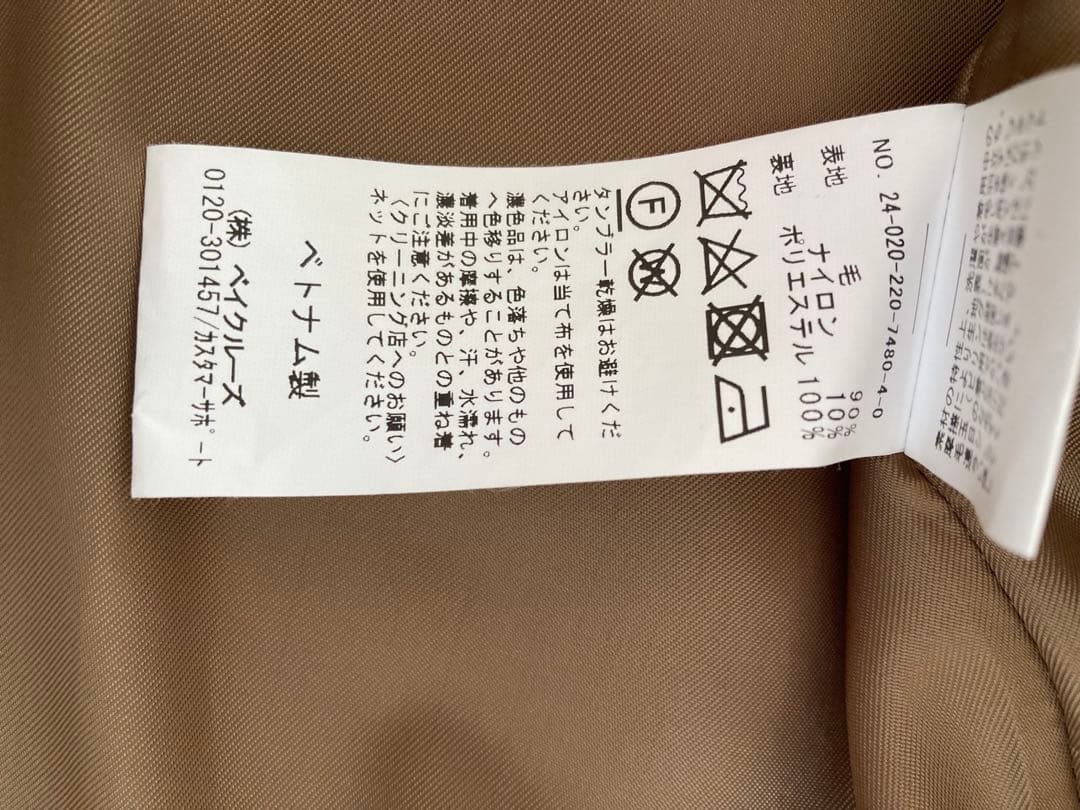 NO. 24-020-220-7480-4-0
表地 毛 90%
ナイロン 10%
裏地 ポリエステル 100%
F
W
タンブラー乾燥はお避けくだ
さい。
アイロンは当て布を使用して
ください。
濃色品は、色落ちや他のもの
へ色移りすることがあります。
着用中の摩擦や、汗、水濡れ、
濃淡差があるものとの重ね着
にご注意ください。
〈クリーニング店へのお願い〉
ネットを使用してください。
ベトナム製
(株) ベイクルーズ
0120-301457/カスタマーサポート